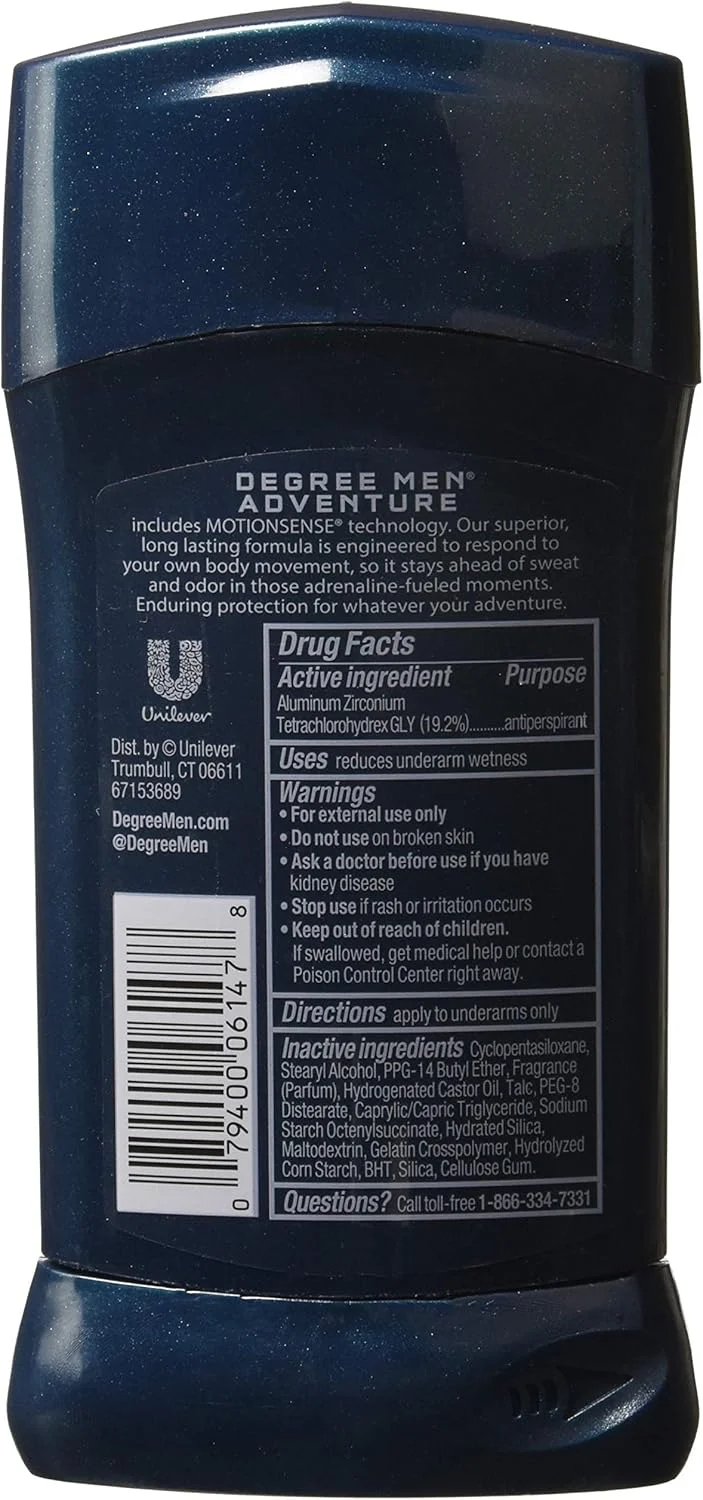 DEGREE MEN®
ADVENTURE
includes MOTIONSENSE® technology. Our superior,
long lasting formula is engineered to respond to
your own body movement, so it stays ahead of sweat
and odor in those adrenaline-fueled moments.
Enduring protection for whatever your adventure.
Unilever
Dist. by © Unilever
Trumbull, CT 06611
67153689
DegreeMen.com
@DegreeMen
0 79400 06147 8
Drug Facts
Active ingredient Purpose
Aluminum Zirconium
Tetrachlorohydrex GLY (19.2%)..........antiperspirant
Uses reduces underarm wetness
Warnings
• For external use only
• Do not use on broken skin
• Ask a doctor before use if you have
kidney disease
• Stop use if rash or irritation occurs
• Keep out of reach of children.
If swallowed, get medical help or contact a
Poison Control Center right away.
Directions apply to underarms only
Inactive ingredients Cyclopentasiloxane,
Stearyl Alcohol, PPG-14 Butyl Ether, Fragrance
(Parfum), Hydrogenated Castor Oil, Talc, PEG-8
Distearate, Caprylic/Capric Triglyceride, Sodium
Starch Octenylsuccinate, Hydrated Silica,
Maltodextrin, Gelatin Crosspolymer, Hydrolyzed
Corn Starch, BHT, Silica, Cellulose Gum.
Questions? Call toll-free 1-866-334-7331